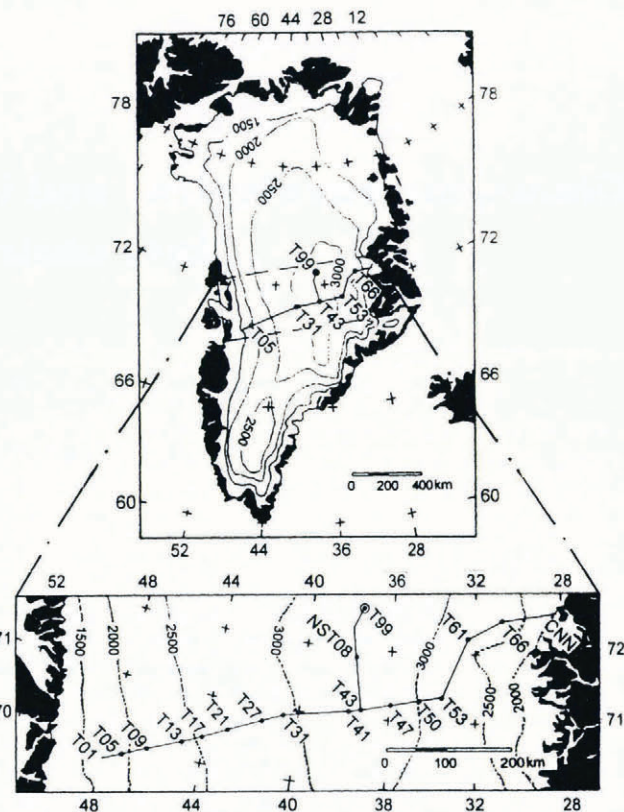 76 60 44 28 12
78 78
1500
2000
2500
72 72
T99
3000
T66
T05
T31
T43
T53
66 66
2500
0 200 400km
60 60
52 44 36 28
52 48 44 40 36 32 28
1500
2000
2500
3000
3000
2500
2000
71 72
70 71
NST08
T99
T61
T66
CNN
T01
T05
T09
T13
T17
T21
T27
T31
T43
T41
T47
T50
T53
0 100 200km
48 44 40 38 36 32